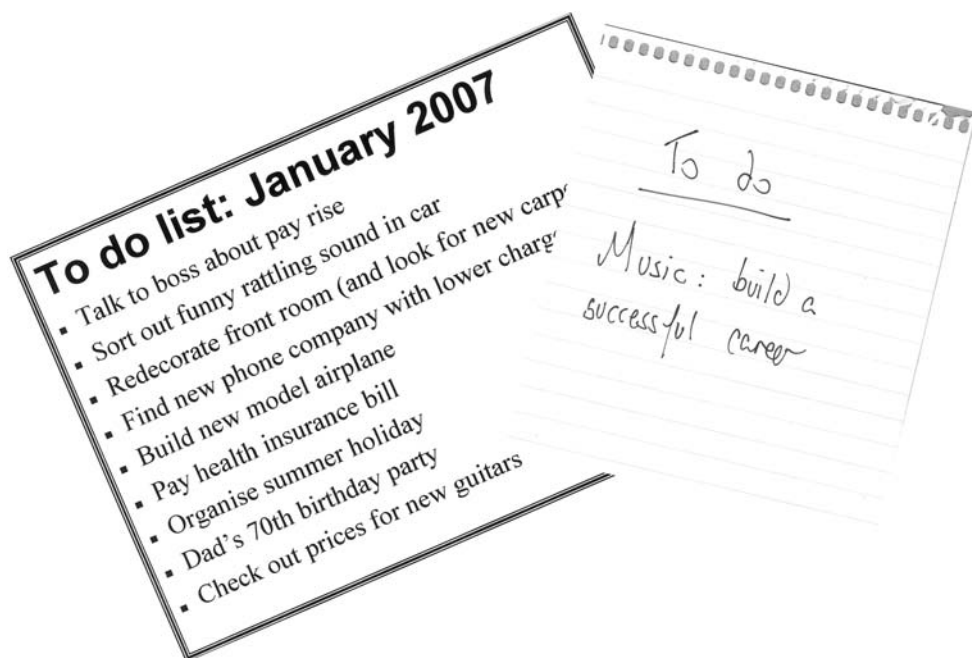 To do list: January 2007
▪ Talk to boss about pay rise
▪ Sort out funny rattling sound in car
▪ Redecorate front room (and look for new
▪ Find new phone company with lower
▪ Build new model airplane
▪ Pay health insurance bill
▪ Organise summer holiday
▪ Dad's 70th birthday party
▪ Check out prices for new guitars
To do
Music: build a
successful career